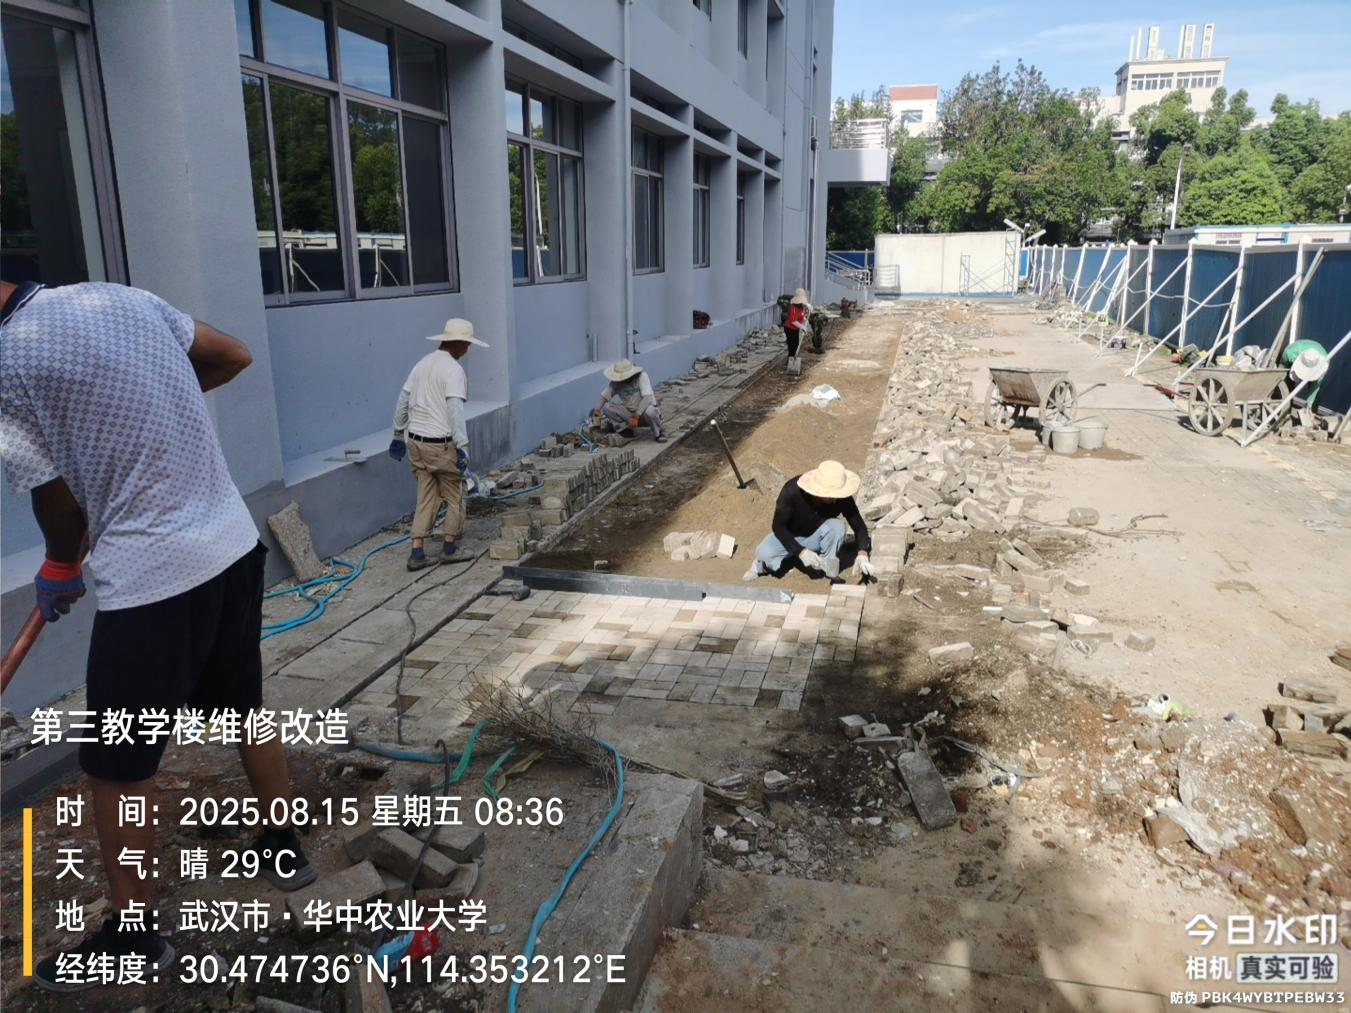 第三教学楼维修改造
时 间：2025.08.15 星期五 08:36
天 气：晴 29°C
地 点：武汉市·华中农业大学
经纬度：30.474736°N,114.353212°E
今日水印
相机 真实可验
防伪 PBK4WYBTPEBW33